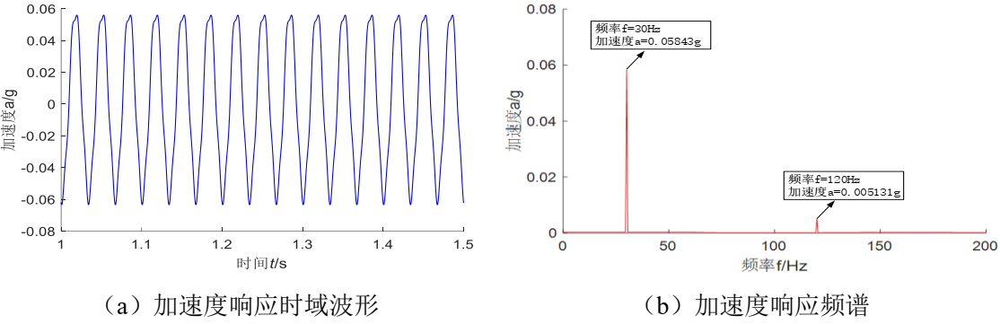 0.06
0.04
0.02
0
-0.02
-0.04
-0.06
-0.08
加速度a/g
1
1.1
1.2
1.3
1.4
1.5
时间t/s
（a）加速度响应时域波形
0.08
0.06
0.04
0.02
0
加速度a/g
频率f=30Hz
加速度a=0.05843g
频率f=120Hz
加速度a=0.005131g
0
50
100
150
200
频率f/Hz
（b）加速度响应频谱